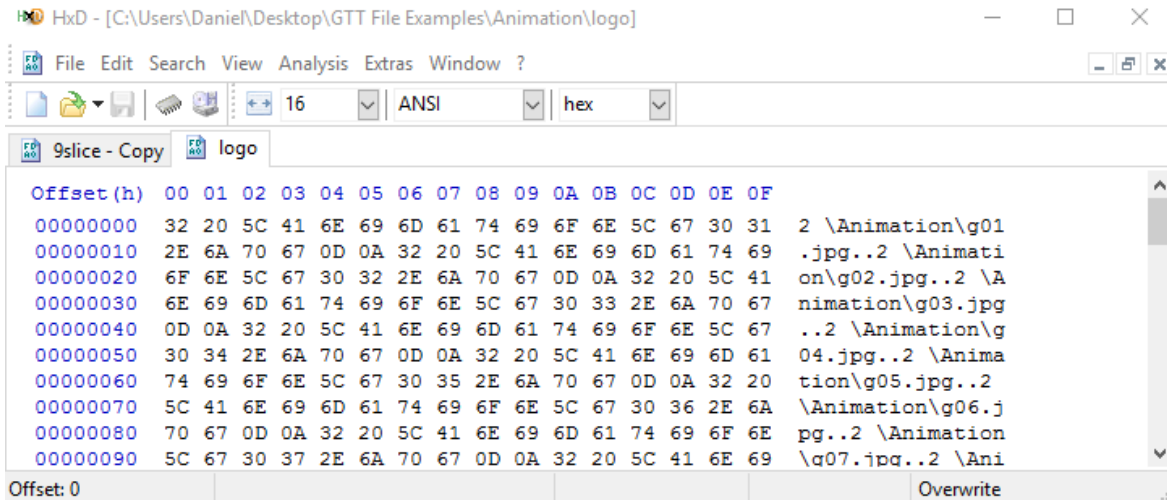 HxD - [C:\Users\Daniel\Desktop\GTT File Examples\Animation\logo]
File Edit Search View Analysis Extras Window ?
16 ANSI hex
9slice - Copy logo
Offset(h) 00 01 02 03 04 05 06 07 08 09 0A 0B 0C 0D 0E 0F
00000000 32 20 5C 41 6E 69 6D 61 74 69 6F 6E 5C 67 30 31 2 \Animation\g01
00000010 2E 6A 70 67 0D 0A 32 20 5C 41 6E 69 6D 61 74 69 .jpg..2 \Animati
00000020 6F 6E 5C 67 30 32 2E 6A 70 67 0D 0A 32 20 5C 41 on\g02.jpg..2 \A
00000030 6E 69 6D 61 74 69 6F 6E 5C 67 30 33 2E 6A 70 67 nimation\g03.jpg
00000040 0D 0A 32 20 5C 41 6E 69 6D 61 74 69 6F 6E 5C 67 ..2 \Animation\g
00000050 30 34 2E 6A 70 67 0D 0A 32 20 5C 41 6E 69 6D 61 04.jpg..2 \Anima
00000060 74 69 6F 6E 5C 67 30 35 2E 6A 70 67 0D 0A 32 20 tion\g05.jpg..2
00000070 5C 41 6E 69 6D 61 74 69 6F 6E 5C 67 30 36 2E 6A \Animation\g06.j
00000080 70 67 0D 0A 32 20 5C 41 6E 69 6D 61 74 69 6F 6E pg..2 \Animation
00000090 5C 67 30 37 2E 6A 70 67 0D 0A 32 20 5C 41 6E 69 \g07.jpg..2 \Ani
Offset: 0 Overwrite